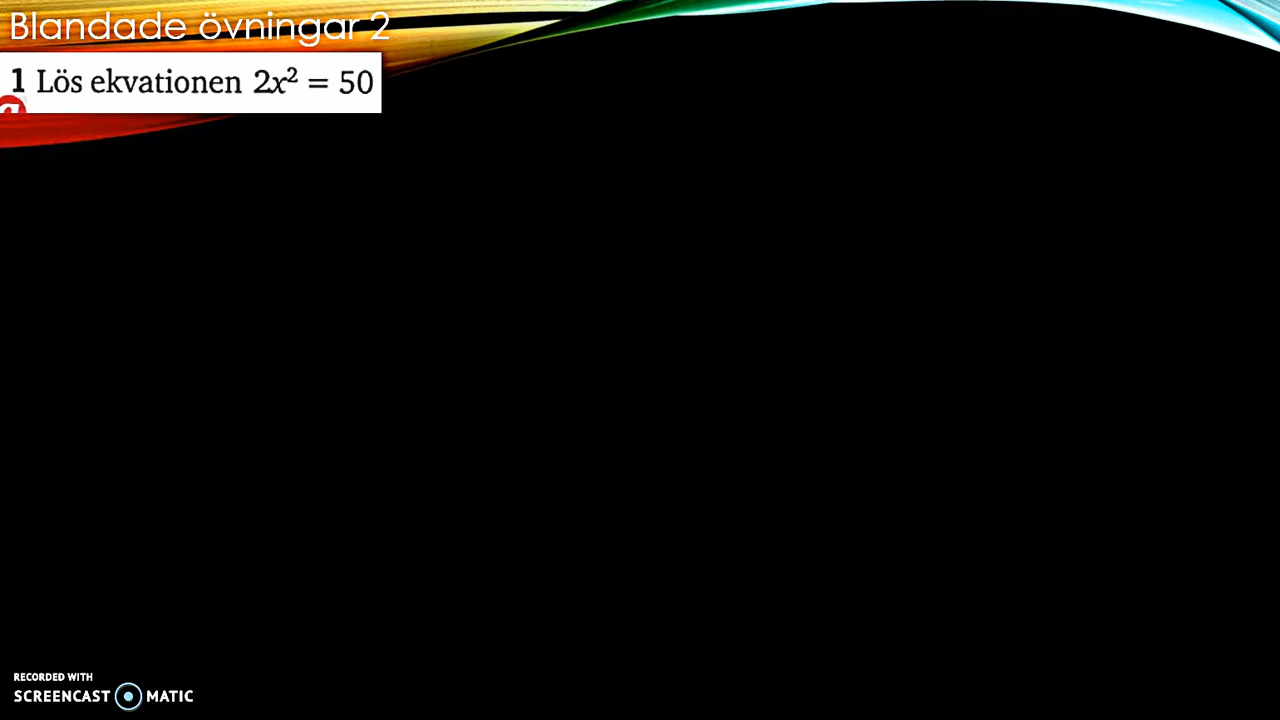 Blandade övningar 2
1 Lös ekvationen 2x² = 50
a
RECORDED WITH
SCREENCAST MATIC